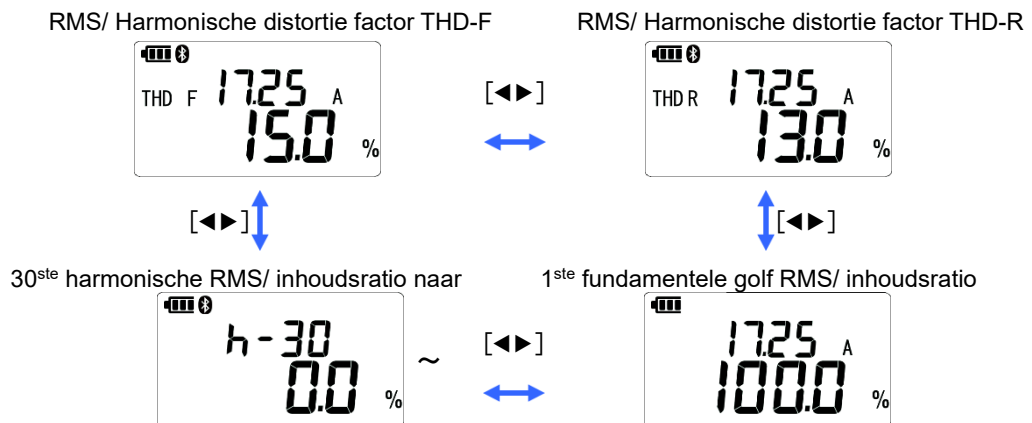 RMS/ Harmonische distortie factor THD-F
RMS/ Harmonische distortie factor THD-R
THD F 17.25 A
15.0 %
[◀▶]
THD R 17.25 A
13.0 %
[◀▶]
[◀▶]
30ste harmonische RMS/ inhoudsratio naar
1ste fundamentele golf RMS/ inhoudsratio
h-30
0.0 %
~
[◀▶]
17.25 A
100.0 %